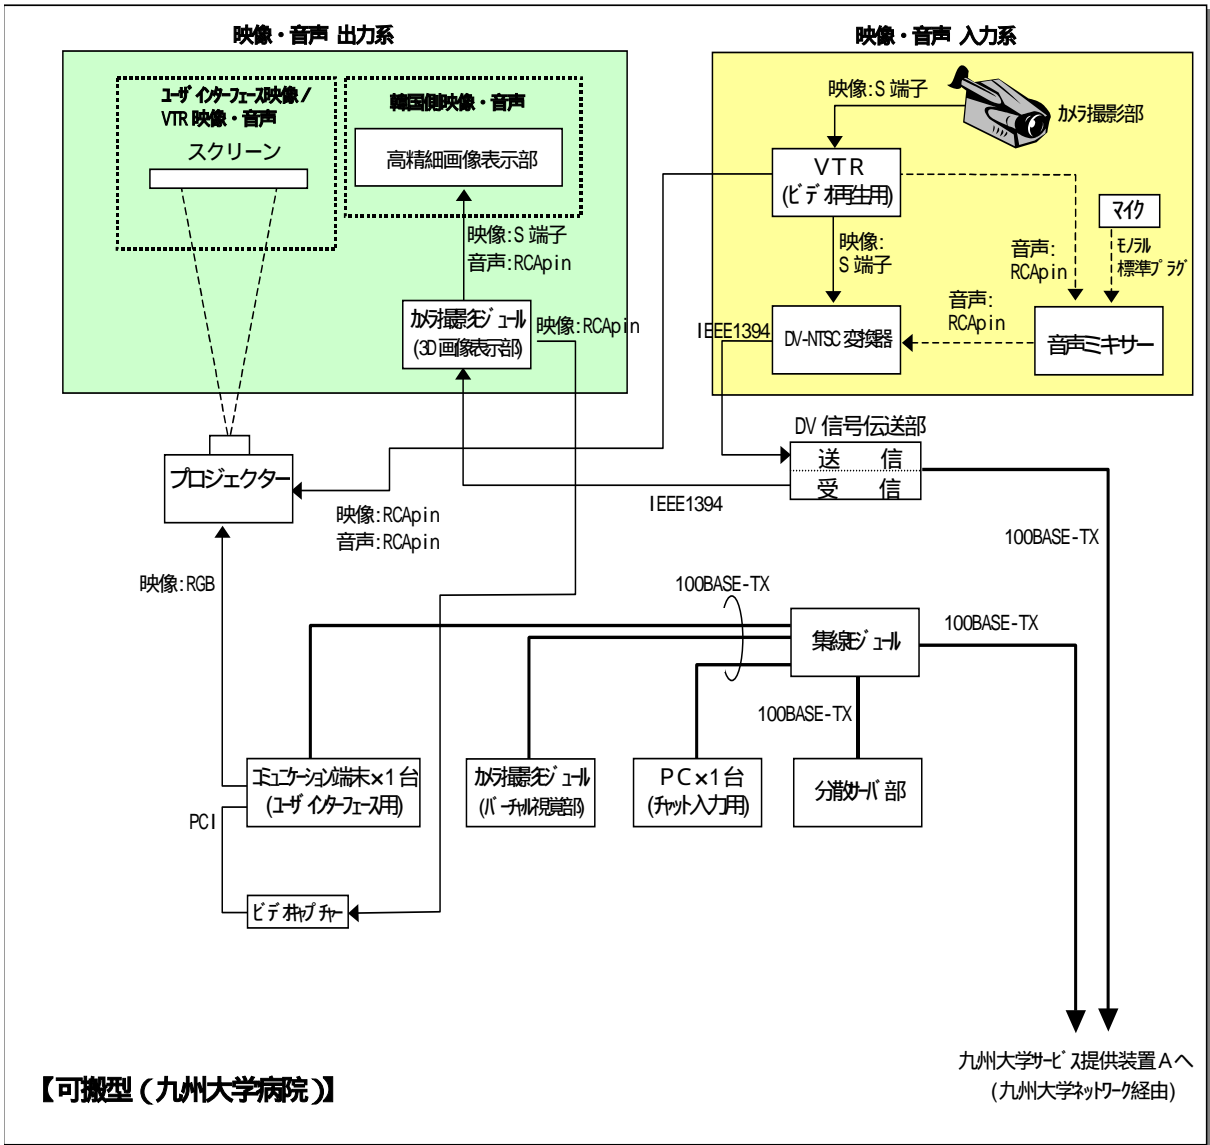 映像・音声 出力系
映像・音声 入力系
ユーザインターフェース映像/
VTR 映像・音声
スクリーン
韓国側映像・音声
高精細画像表示部
映像:S 端子
音声:RCApin
カメラ撮影モジュール
(3D 画像表示部)
映像:RCApin
映像:S 端子
カメラ撮影部
VTR
(ビデオ再生用)
マイク
映像:
S 端子
音声:
RCApin
モノラル
標準プラグ
音声:
RCApin
IEEE1394
DV-NTSC 変換器
音声ミキサー
DV 信号伝送部
送 信
受 信
プロジェクター
IEEE1394
映像:RCApin
音声:RCApin
100BASE-TX
映像:RGB
100BASE-TX
集線モジュール
100BASE-TX
100BASE-TX
コミュニケーション端末×1台
(ユーザインターフェース用)
カメラ撮影モジュール
(バーチャル視覚部)
PC×1台
(チャット入力用)
分散サーバ部
PCI
ビデオキャプチャー
九州大学サービス提供装置Aへ
(九州大学ネットワーク経由)
【可搬型(九州大学病院)】